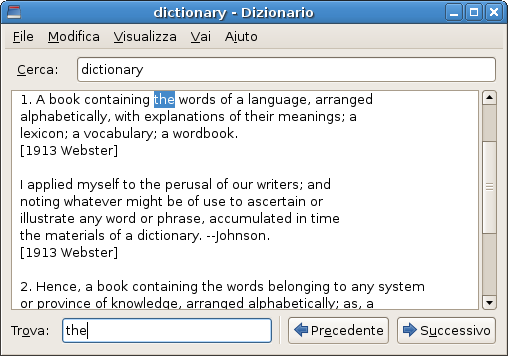 dictionary - Dizionario
File Modifica Visualizza Vai Aiuto
Cerca: dictionary
1. A book containing the words of a language, arranged
alphabetically, with explanations of their meanings; a
lexicon; a vocabulary; a wordbook.
[1913 Webster]
I applied myself to the perusal of our writers; and
noting whatever might be of use to ascertain or
illustrate any word or phrase, accumulated in time
the materials of a dictionary. --Johnson.
[1913 Webster]
2. Hence, a book containing the words belonging to any system
or province of knowledge, arranged alphabetically; as, a
Trova: the Precedente Successivo